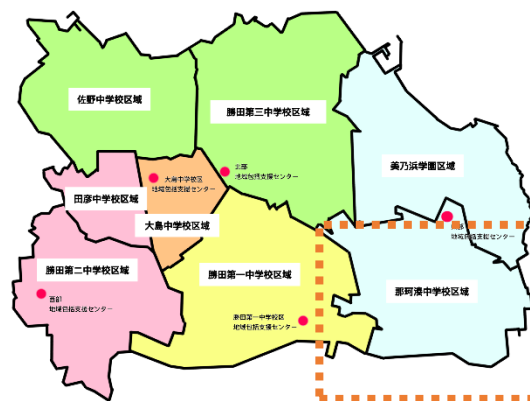 佐野中学校区域
勝田第三中学校区域
美乃浜学園区域
大島中学校区
地域包括支援センター
北部
地域包括支援センター
田彦中学校区域
大島中学校区域
部
地域包括支援センター
勝田第二中学校区域
勝田第一中学校区域
那珂湊中学校区域
西部
地域包括支援センター
勝田第一中学校区
地域包括支援センター